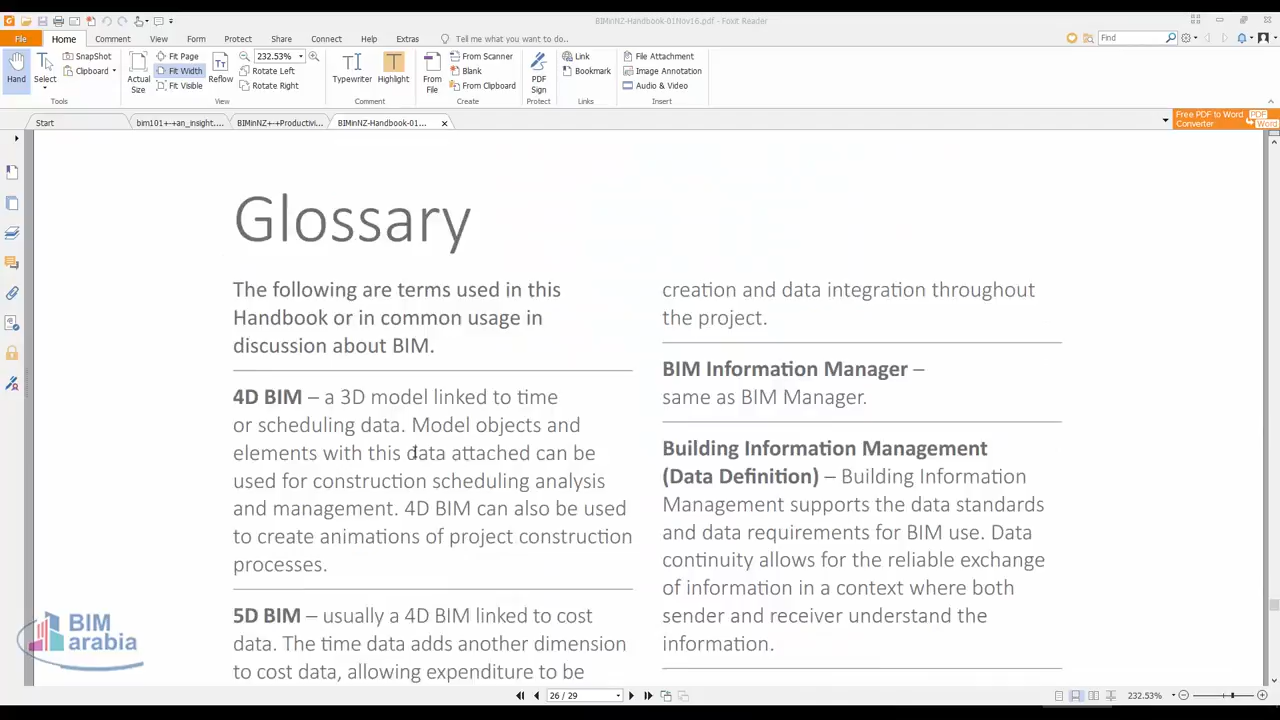 BIMinNZ-Handbook-01Nov16.pdf - Foxit Reader
File Home Comment View Form Protect Share Connect Help Extras Tell me what you want to do.. Find
Hand
Select
SnapShot
Clipboard
Tools
Actual Size
Fit Page
Fit Width
Fit Visible
Reflow
232.53%
Rotate Left
Rotate Right
View
Typewriter
Highlight
Comment
From File
From Scanner
Blank
From Clipboard
Create
PDF Sign
Protect
Link
Bookmark
Links
File Attachment
Image Annotation
Audio & Video
Insert
Start bim101+-+an_insight.... BIMinNZ+-+Productivi... BIMinNZ-Handbook-01...
Free PDF to Word Converter
PDF
Word
Glossary
The following are terms used in this
Handbook or in common usage in
discussion about BIM.
4D BIM – a 3D model linked to time
or scheduling data. Model objects and
elements with this data attached can be
used for construction scheduling analysis
and management. 4D BIM can also be used
to create animations of project construction
processes.
5D BIM – usually a 4D BIM linked to cost
data. The time data adds another dimension
to cost data, allowing expenditure to be
creation and data integration throughout
the project.
BIM Information Manager –
same as BIM Manager.
Building Information Management
(Data Definition) – Building Information
Management supports the data standards
and data requirements for BIM use. Data
continuity allows for the reliable exchange
of information in a context where both
sender and receiver understand the
information.
BIM
arabia
26 / 29
232.53%